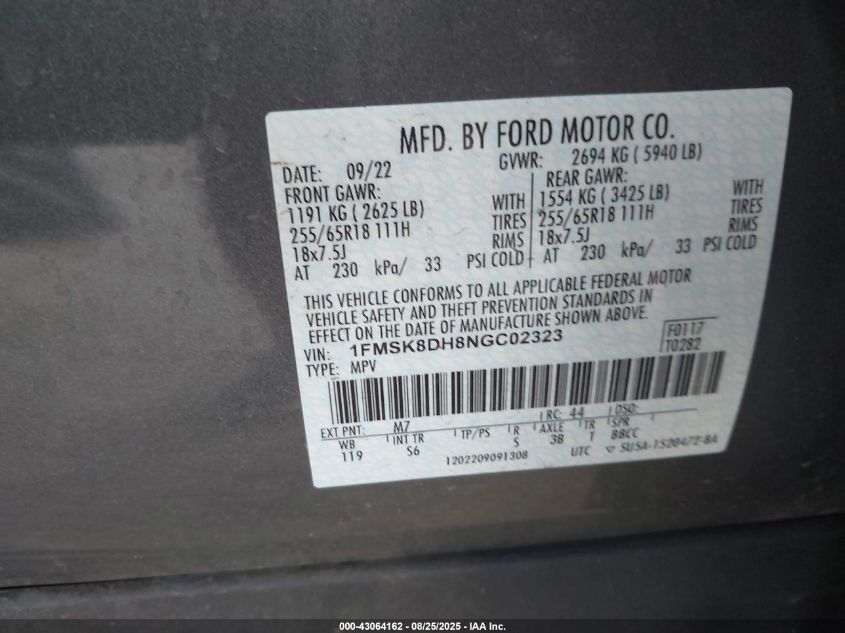 MFD. BY FORD MOTOR CO.
DATE: 09/22 GVWR: 2694 KG ( 5940 LB)
FRONT GAWR: REAR GAWR:
1191 KG ( 2625 LB) WITH 1554 KG ( 3425 LB) WITH
255/65R18 111H TIRES 255/65R18 111H TIRES
18x7.5J RIMS 18x7.5J RIMS
AT 230 kPa/ 33 PSI COLD AT 230 kPa/ 33 PSI COLD
THIS VEHICLE CONFORMS TO ALL APPLICABLE FEDERAL MOTOR
VEHICLE SAFETY AND THEFT PREVENTION STANDARDS IN
EFFECT ON THE DATE OF MANUFACTURE SHOWN ABOVE.
VIN: 1FMSK8DH8NGC02323 F0117
TYPE: MPV T0282
EXT PNT: M7 RC: 44 DSO:
WB INT TR TP/PS R AXLE TR SPR
119 S6 S 3B T BBCC
1202209091308 UTC ▽ SU5A-1520472-BA
000-43064162 - 08/25/2025 - IAA Inc.